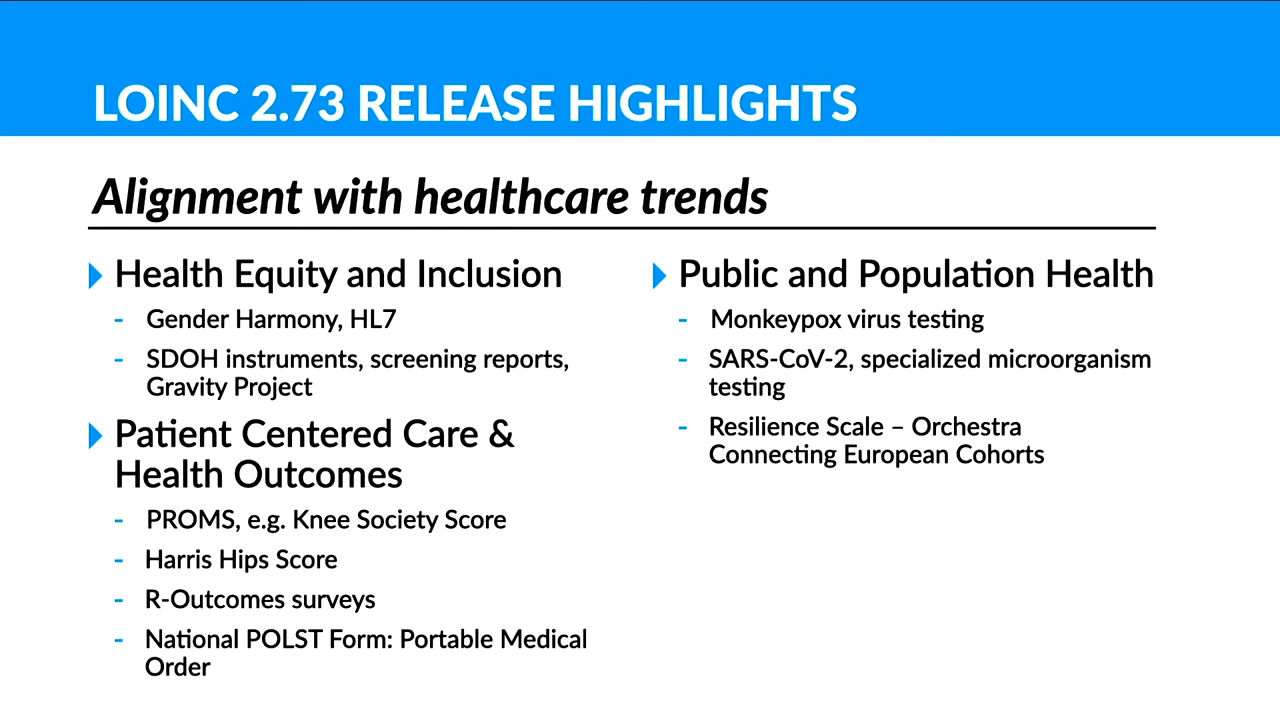 LOINC 2.73 RELEASE HIGHLIGHTS
Alignment with healthcare trends
Health Equity and Inclusion
- Gender Harmony, HL7
- SDOH instruments, screening reports,
Gravity Project
Patient Centered Care &
Health Outcomes
- PROMS, e.g. Knee Society Score
- Harris Hips Score
- R-Outcomes surveys
- National POLST Form: Portable Medical
Order
Public and Population Health
- Monkeypox virus testing
- SARS-CoV-2, specialized microorganism
testing
- Resilience Scale – Orchestra
Connecting European Cohorts